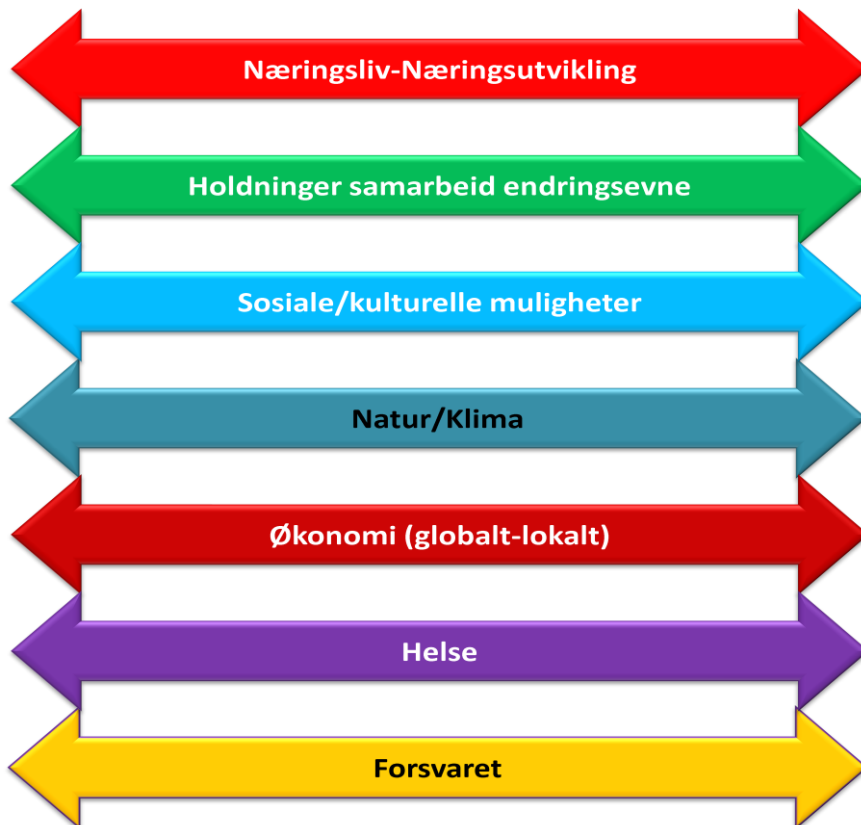 Næringsliv-Næringsutvikling
Holdninger samarbeid endringsevne
Sosiale/kulturelle muligheter
Natur/Klima
Økonomi (globalt-lokalt)
Helse
Forsvaret